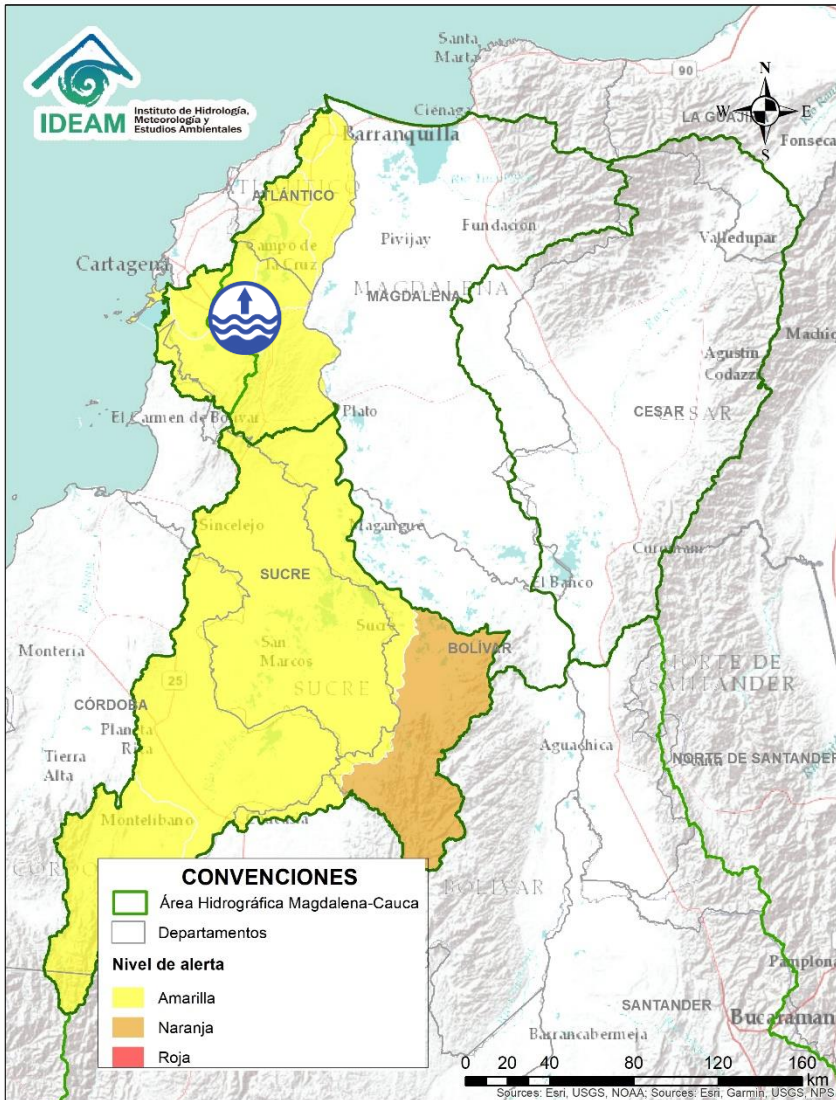 IDEAM
Instituto de Hidrología,
Meteorología y
Estudios Ambientales
Santa
Marta
90
N
W
E
S
Ciénaga
LA GUAJI
Fonseca
Barranquilla
ATLÁNTICO
Pivijay
Fundación
Valledupar
Campo de
la Cruz
Cartagena
MAGDALENA
MAGDALENA
Agustín
Codazzi
CESAR
CESAR
El Carmen de Bolívar
Plato
Sincelejo
Magangué
Curumaní
El Banco
SUCRE
Sucre
BOLÍVAR
San
Marcos
SUCRE
Montería
25
NORTE DE
SANTANDER
CÓRDOBA
Planeta
Rica
Tierra
Alta
Aguachica
NORTE DE SANTANDER
Montelíbano
BOLÍVAR
CONVENCIONES
Área Hidrográfica Magdalena-Cauca
Departamentos
Nivel de alerta
Amarilla
Naranja
Roja
Pamplona
SANTANDER
Bucaraman
Barrancabermeja
0 20 40 80 120 160
km
Sources: Esri, USGS, NOAA; Sources: Esri, Garmin, USGS, NPS